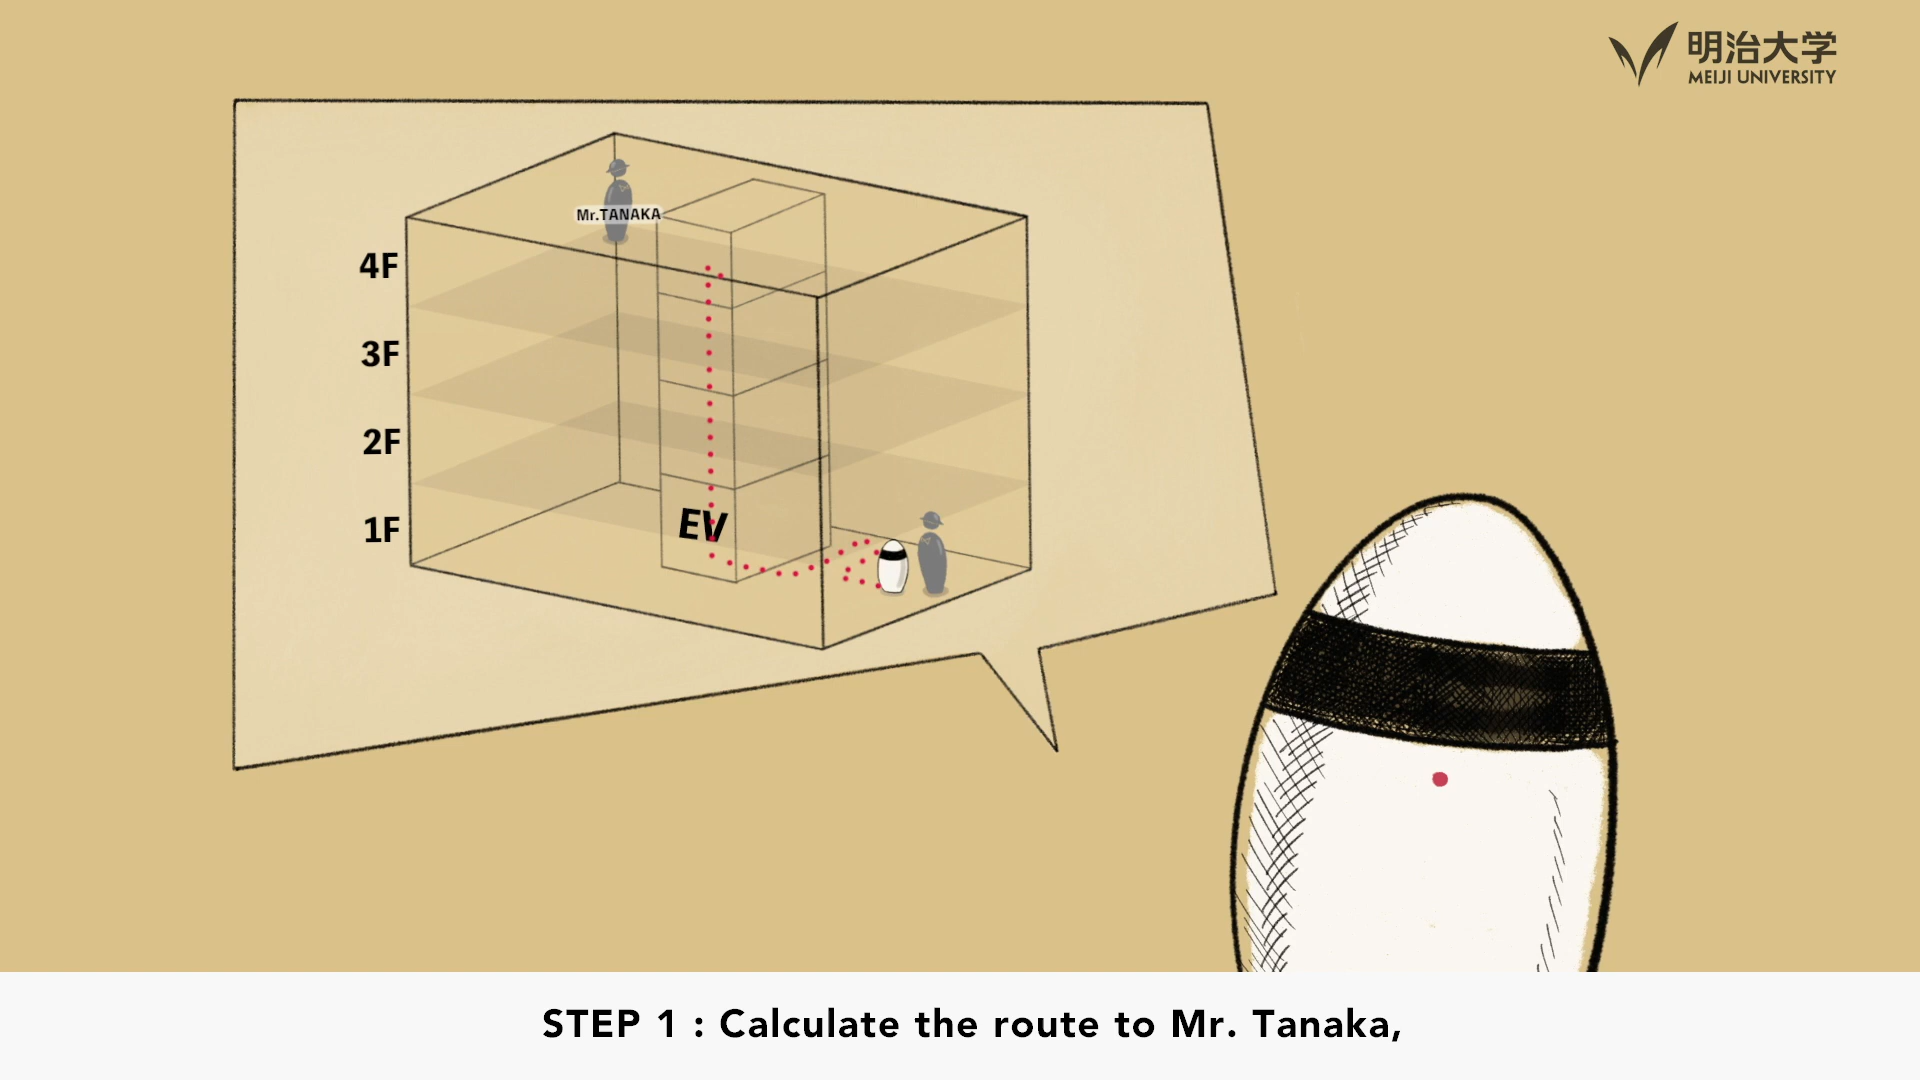 明治大学
MEIJI UNIVERSITY
Mr.TANAKA
4F
3F
2F
1F
EV
STEP 1 : Calculate the route to Mr. Tanaka,